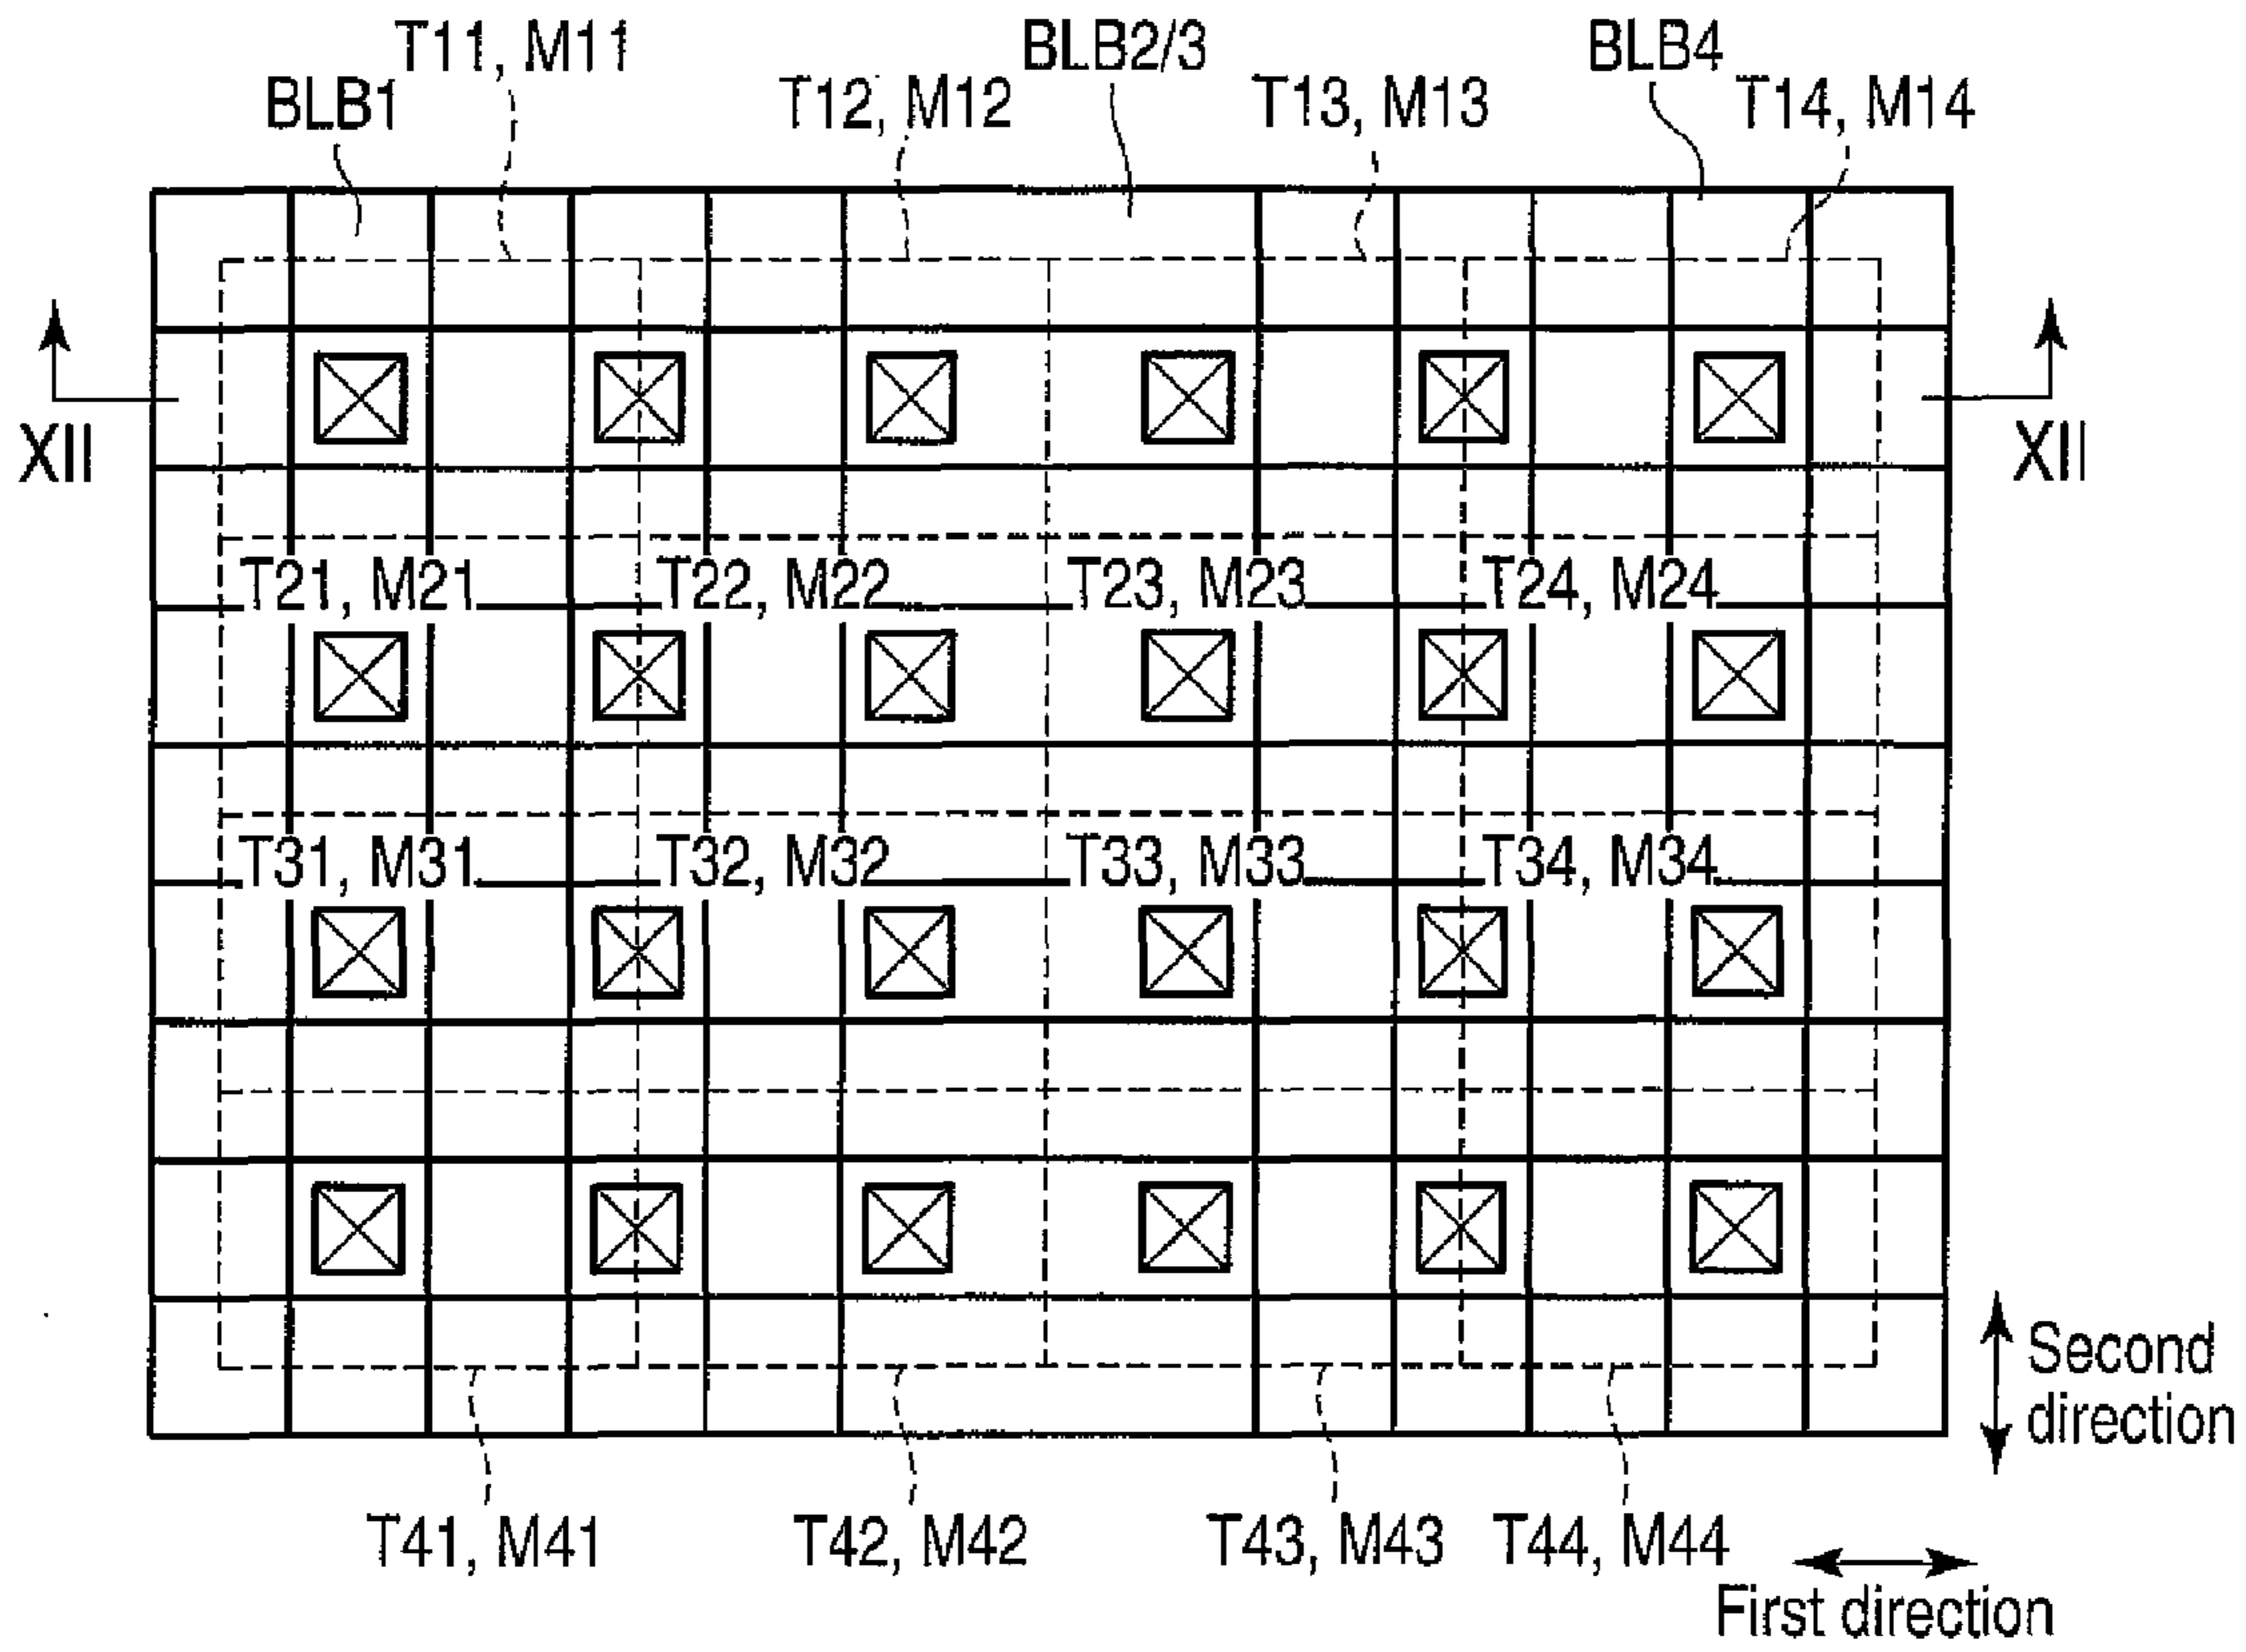 T11, M11
BLB2/3
BLB4
BLB1
T12, M12
T13, M13
T14, M14
XII
XII
T21, M21
T22, M22
T23, M23
T24, M24
T31, M31
T32, M32
T33, M33
T34, M34
Second
direction
T41, M41
T42, M42
T43, M43
T44, M44
First direction